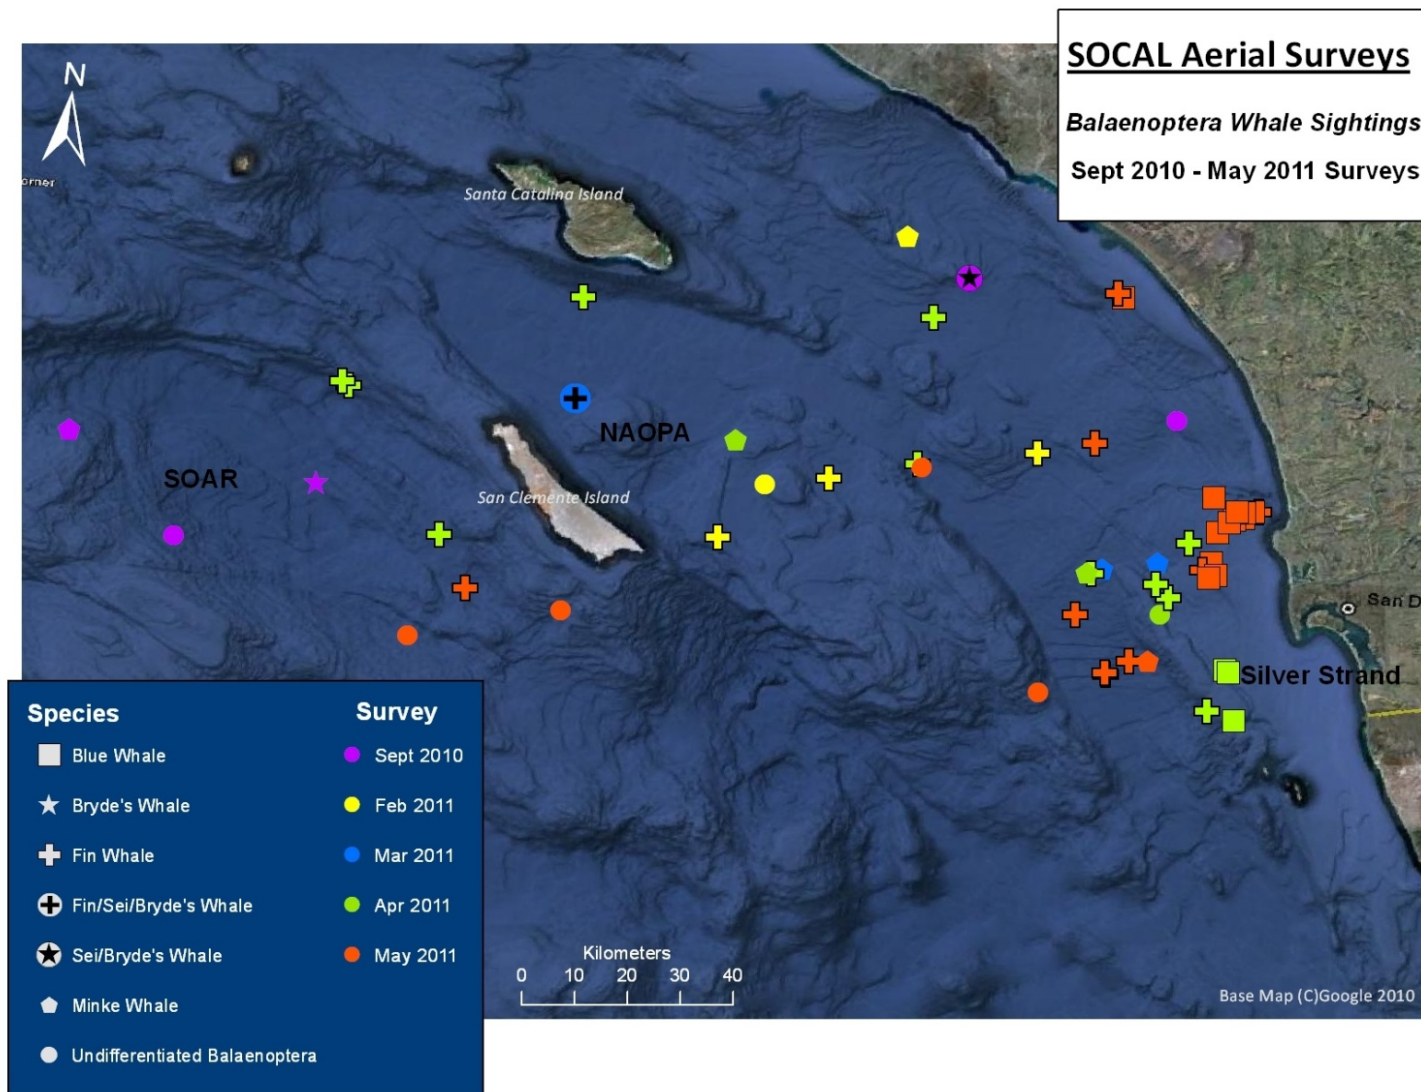 SOCAL Aerial Surveys
Balaenoptera Whale Sightings
Sept 2010 - May 2011 Surveys
N
orner
Santa Catalina Island
NAOPA
SOAR
San Clemente Island
San D
Silver Strand
Species
Survey
Blue Whale
Sept 2010
Bryde's Whale
Feb 2011
Fin Whale
Mar 2011
Fin/Sei/Bryde's Whale
Apr 2011
Sei/Bryde's Whale
May 2011
Minke Whale
Undifferentiated Balaenoptera
Kilometers
0 10 20 30 40
Base Map (C)Google 2010